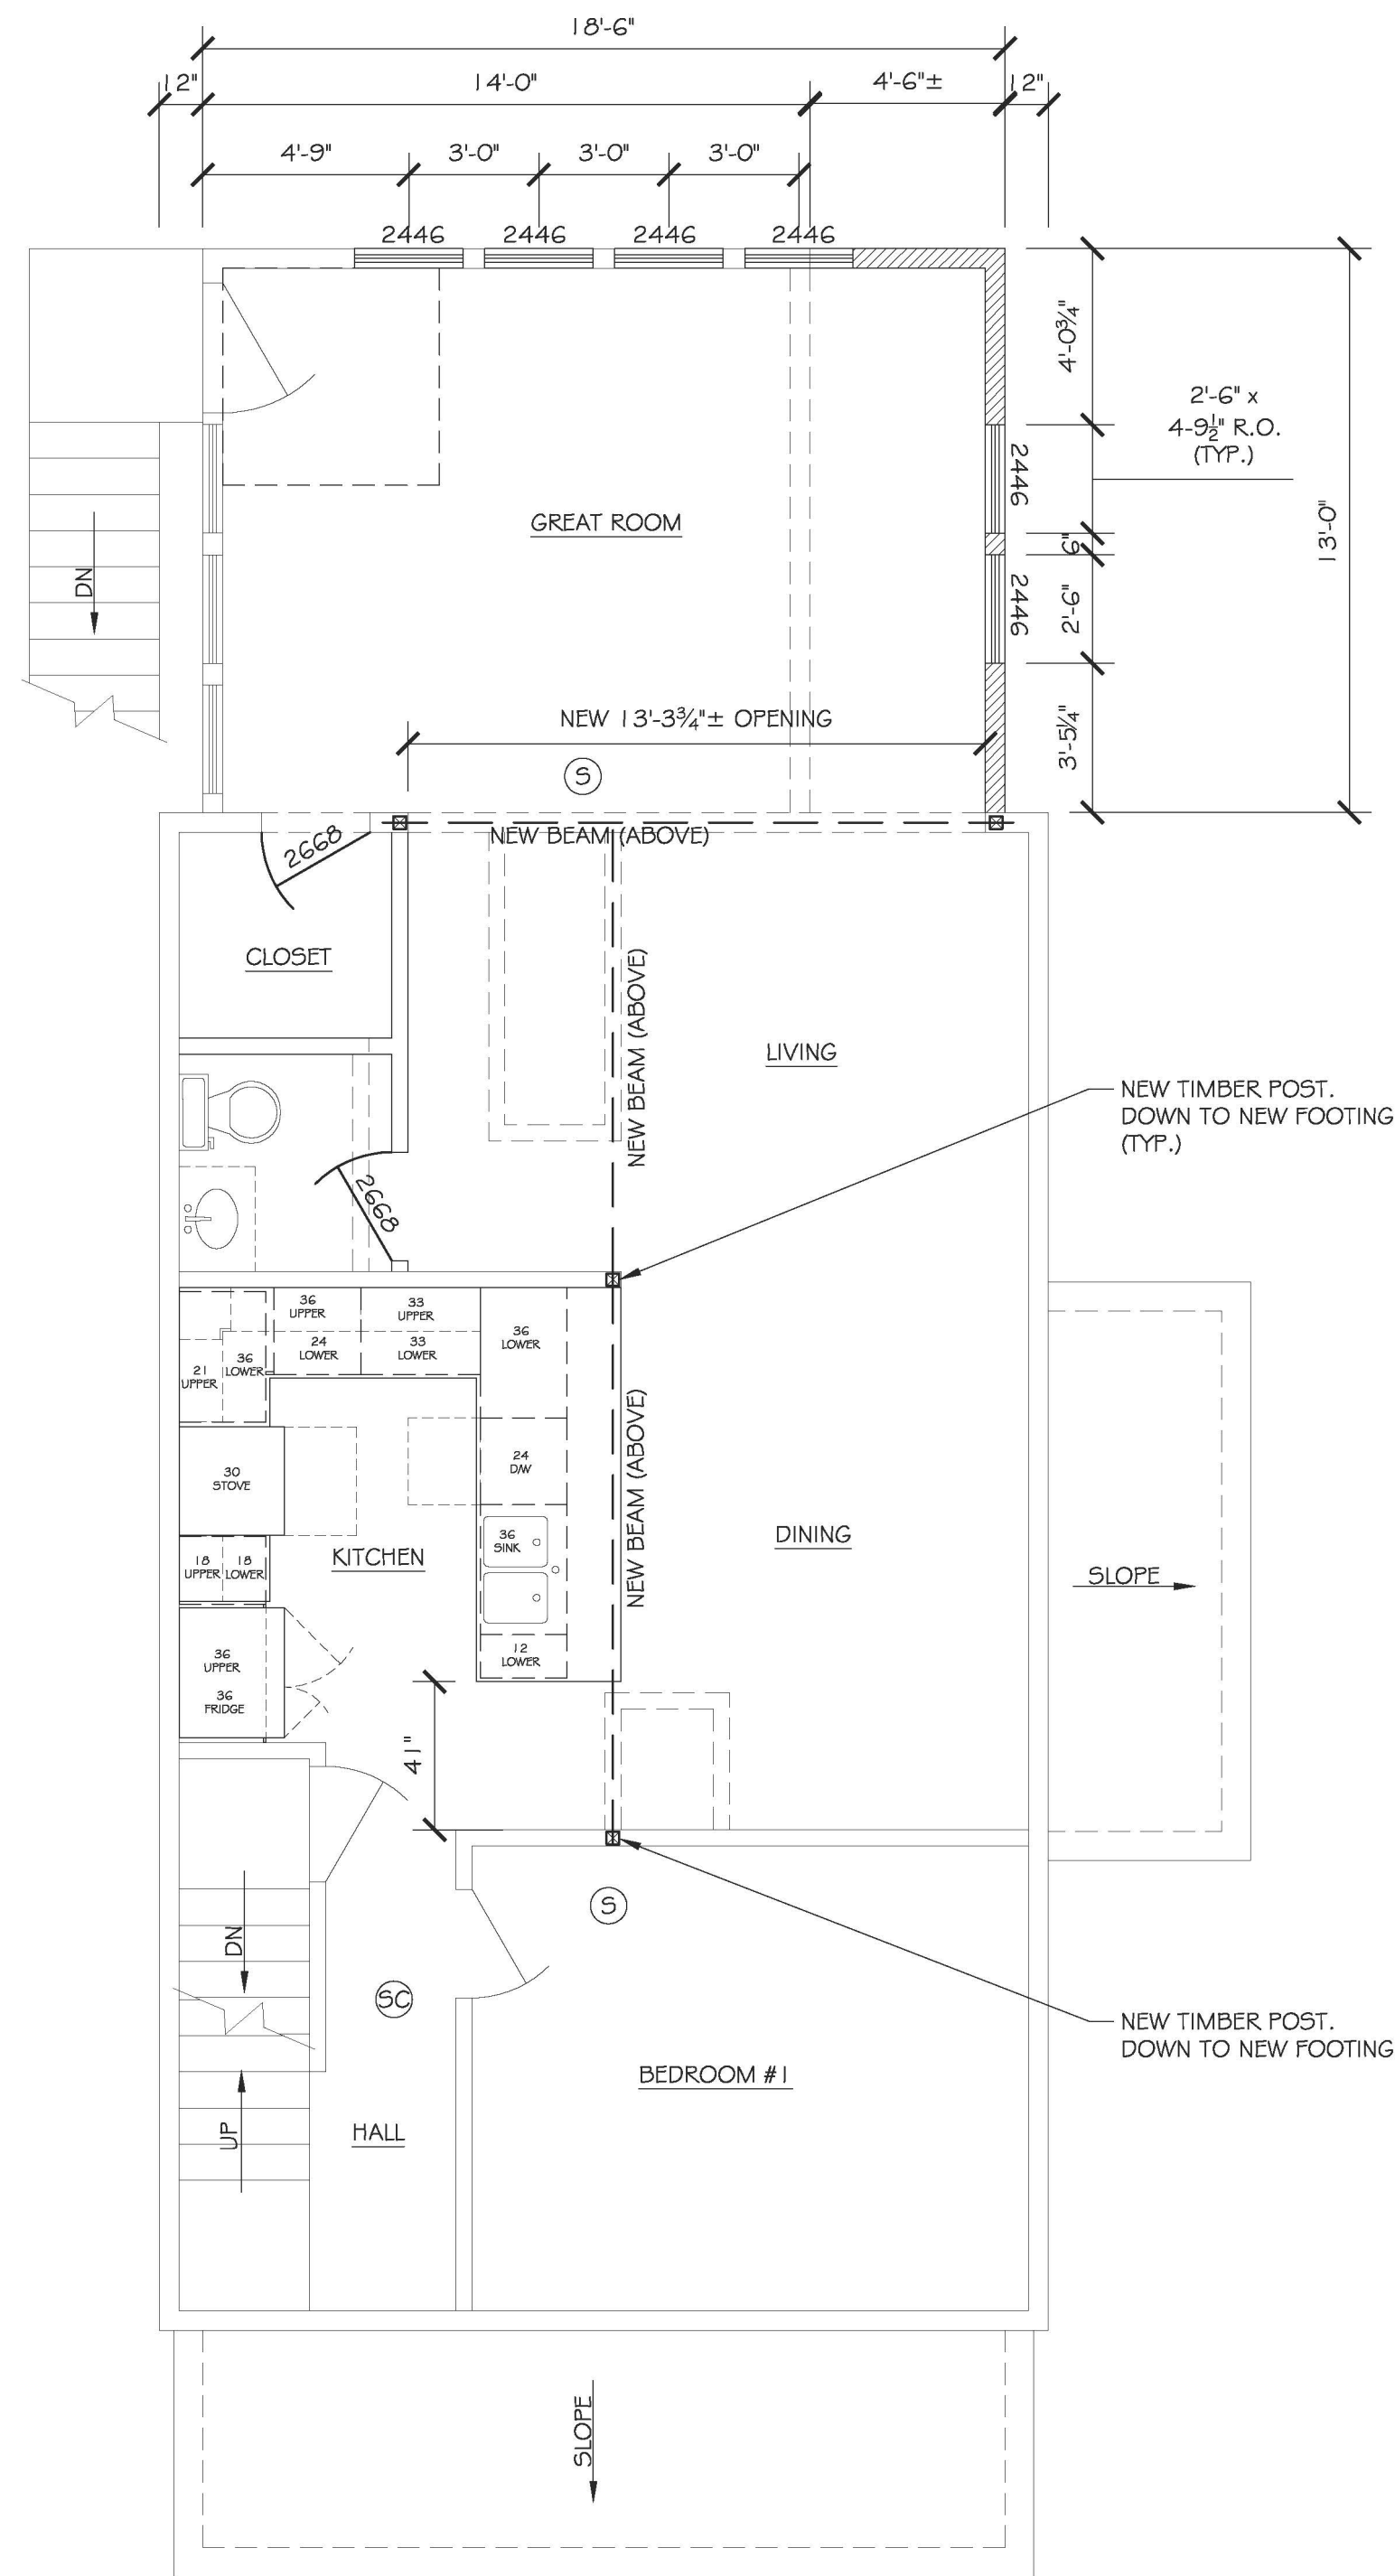 18'-6"
12" 14'-0" 4'-6"± 12"
4'-9" 3'-0" 3'-0" 3'-0"
2446 2446 2446 2446
4'-0¾"
2'-6" x
4-9½" R.O.
(TYP.)
2446
GREAT ROOM
13'-0"
6"
DN
2446
2'-6"
NEW 13'-3¾"± OPENING
3'-5¼"
S
NEW BEAM (ABOVE)
2668
CLOSET
NEW BEAM (ABOVE)
LIVING
NEW TIMBER POST.
DOWN TO NEW FOOTING
(TYP.)
2668
36
UPPER
33
UPPER
24
LOWER
33
LOWER
36
LOWER
36
LOWER
21
UPPER
NEW BEAM (ABOVE)
24
D/W
30
STOVE
36
SINK
DINING
KITCHEN
18
UPPER
18
LOWER
SLOPE
12
LOWER
36
UPPER
36
FRIDGE
41"
S
DN
SC
NEW TIMBER POST.
DOWN TO NEW FOOTING
BEDROOM #1
UP
HALL
SLOPE